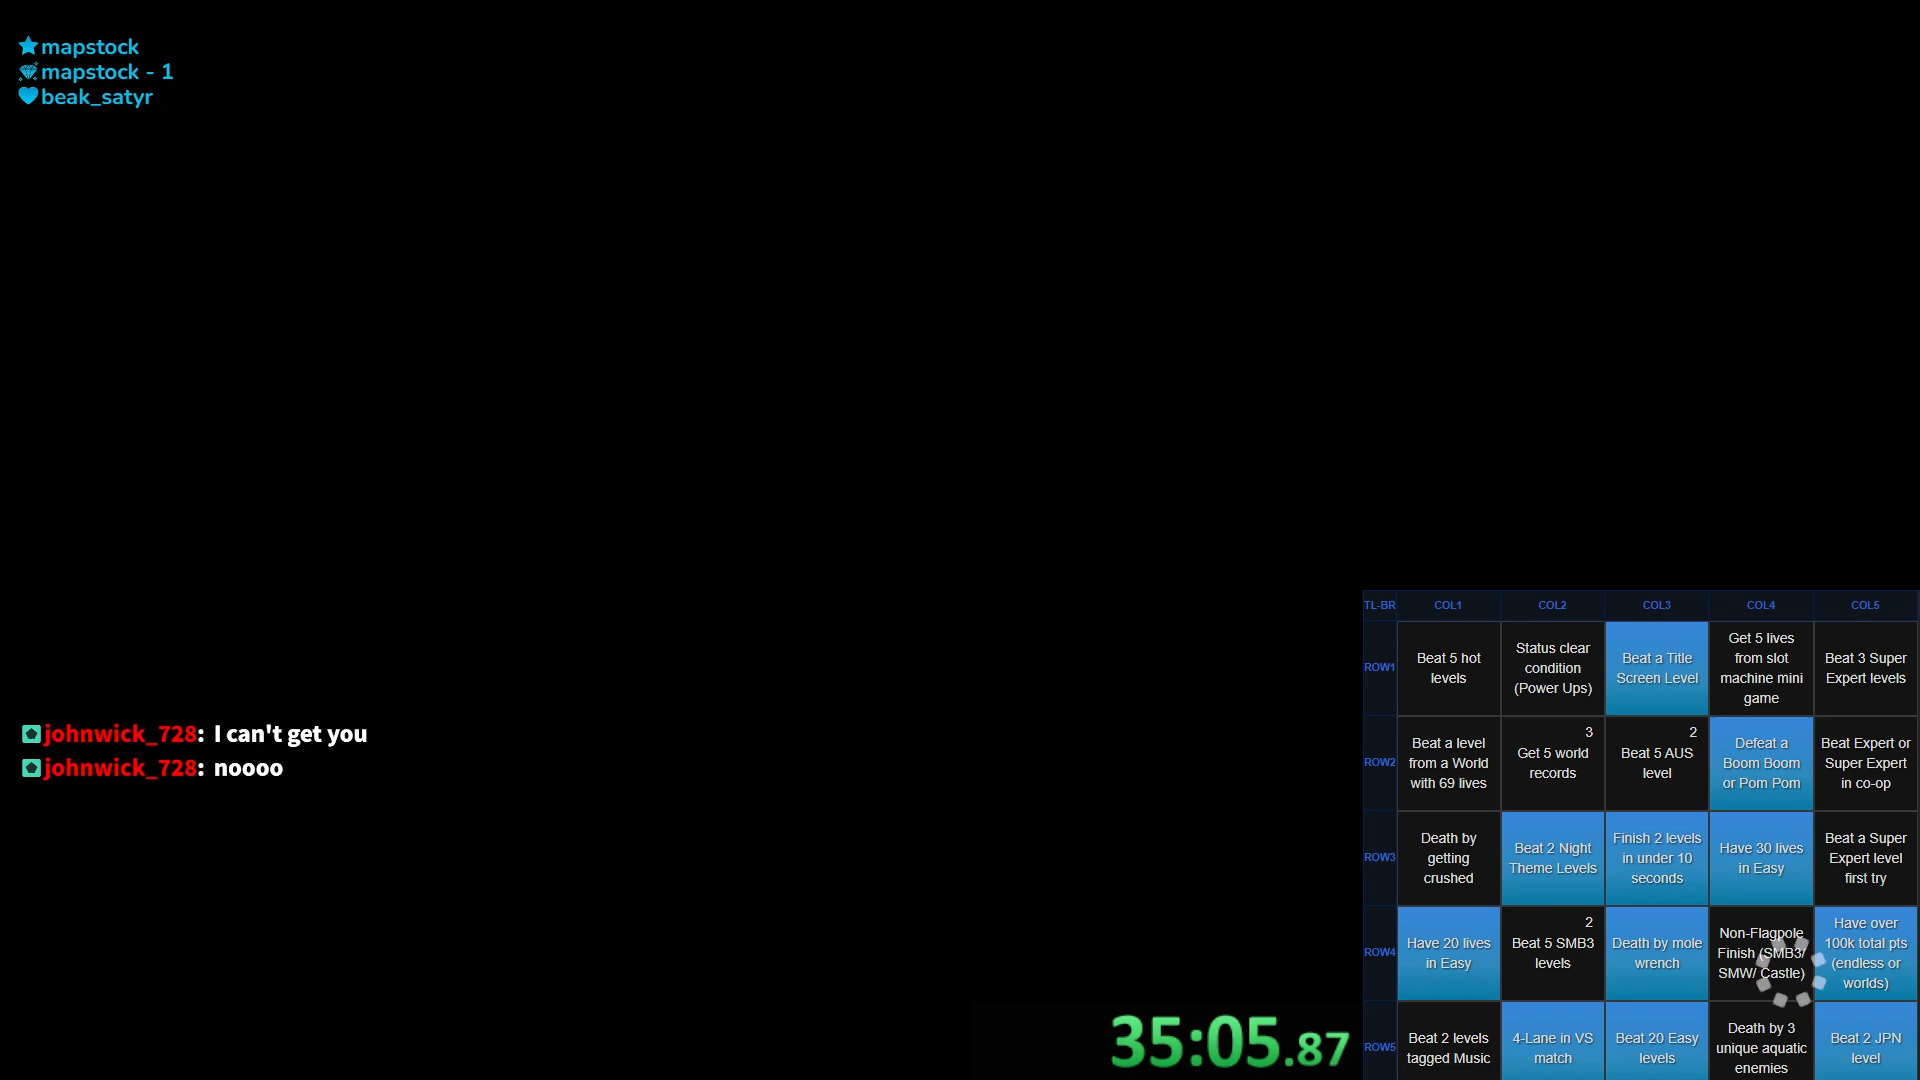 mapstock
mapstock - 1
beak_satyr
johnwick_728: I can't get you
johnwick_728: noooo
35:05.87
TL-BR COL1 COL2 COL3 COL4 COL5
ROW1
Beat 5 hot
levels
Status clear
condition
(Power Ups)
Beat a Title
Screen Level
Get 5 lives
from slot
machine mini
game
Beat 3 Super
Expert levels
ROW2
Beat a level
from a World
with 69 lives
3
Get 5 world
records
2
Beat 5 AUS
level
Defeat a
Boom Boom
or Pom Pom
Beat Expert or
Super Expert
in co-op
ROW3
Death by
getting
crushed
Beat 2 Night
Theme Levels
Finish 2 levels
in under 10
seconds
Have 30 lives
in Easy
Beat a Super
Expert level
first try
ROW4
Have 20 lives
in Easy
2
Beat 5 SMB3
levels
Death by mole
wrench
Non-Flagpole
Finish (SMB3/
SMW/ Castle)
Have over
100k total pts
(endless or
worlds)
ROW5
Beat 2 levels
tagged Music
4-Lane in VS
match
Beat 20 Easy
levels
Death by 3
unique aquatic
enemies
Beat 2 JPN
level